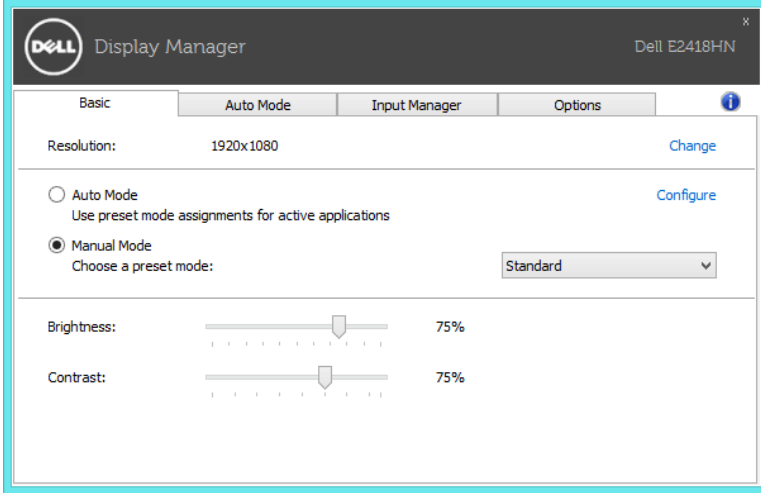 x
DELL Display Manager Dell E2418HN
Basic Auto Mode Input Manager Options i
Resolution: 1920x1080 Change
Auto Mode Configure
Use preset mode assignments for active applications
Manual Mode
Choose a preset mode: Standard
Brightness: 75%
Contrast: 75%